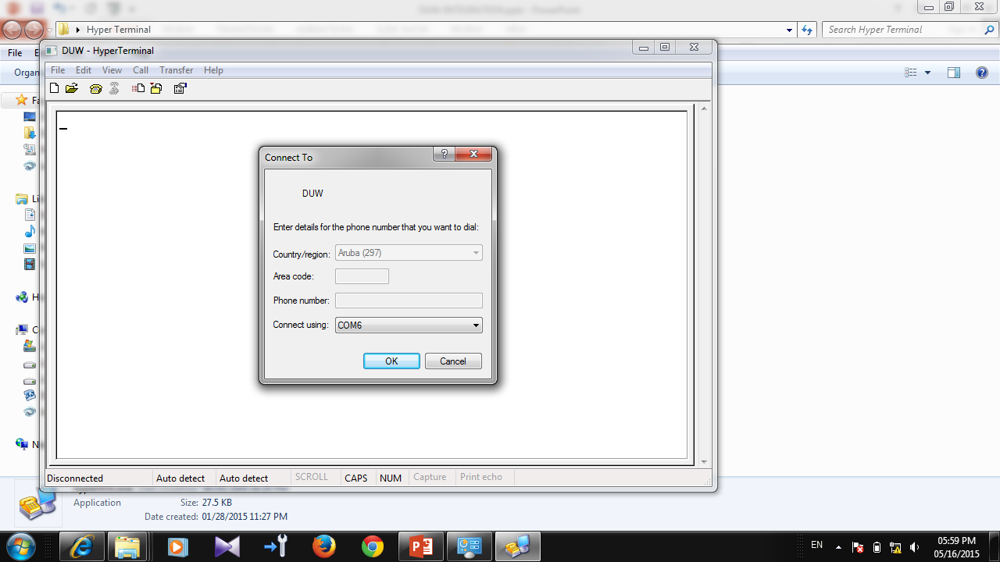 Hyper Terminal
Search Hyper Terminal
File
Organ
DUW - HyperTerminal
File Edit View Call Transfer Help
Connect To
DUW
Enter details for the phone number that you want to dial:
Country/region: Aruba (297)
Area code:
Phone number:
Connect using: COM6
OK Cancel
Disconnected Auto detect Auto detect SCROLL CAPS NUM Capture Print echo
Application Size: 27.5 KB
Date created: 01/28/2015 11:27 PM
EN
05:59 PM
05/16/2015